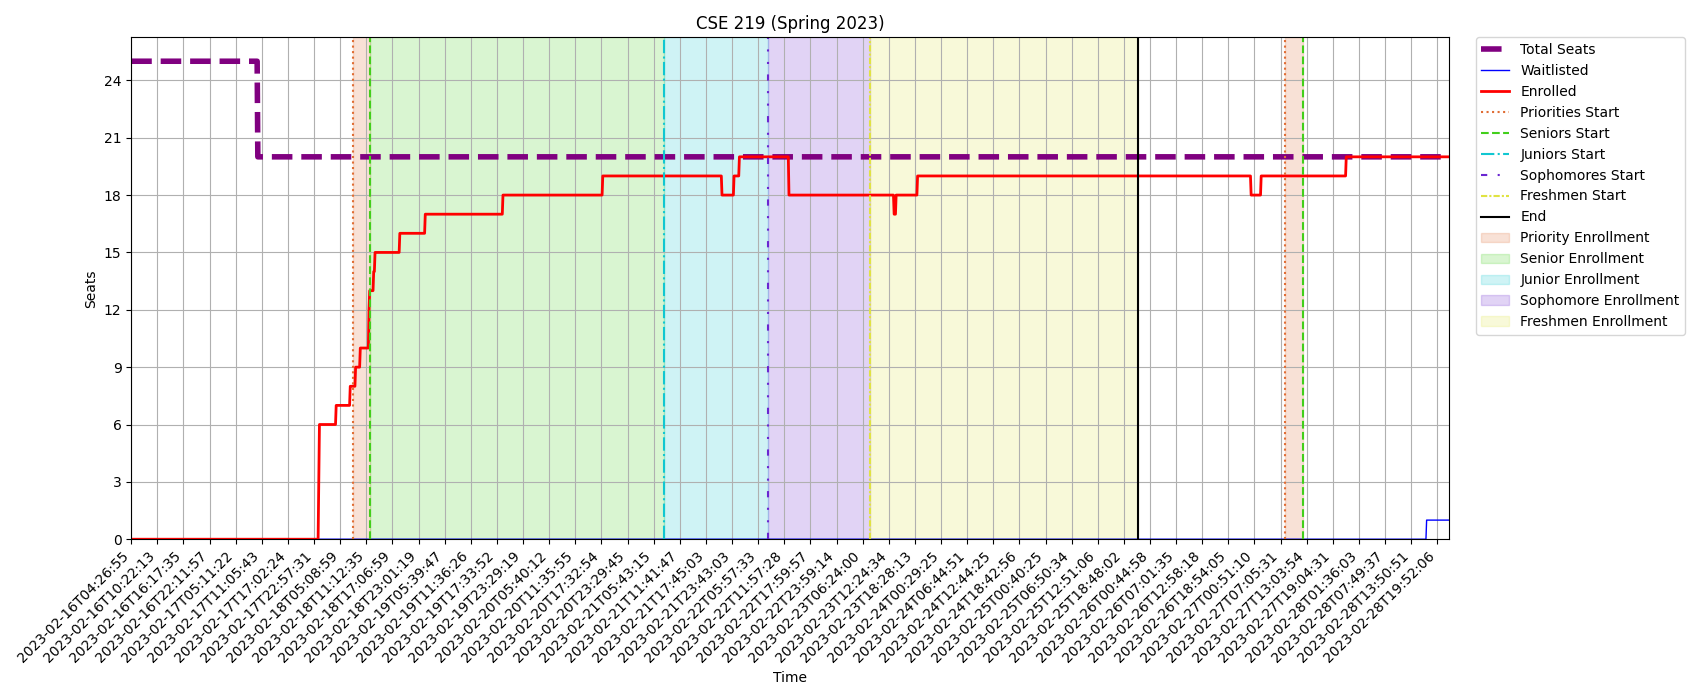 CSE 219 (Spring 2023)
Total Seats
Waitlisted
Enrolled
Priorities Start
Seniors Start
Juniors Start
Sophomores Start
Freshmen Start
End
Priority Enrollment
Senior Enrollment
Junior Enrollment
Sophomore Enrollment
Freshmen Enrollment
Seats
24
21
18
15
12
9
6
3
0
2023-02-16T04:26:55
2023-02-16T10:22:13
2023-02-16T16:17:35
2023-02-16T22:11:57
2023-02-17T05:11:22
2023-02-17T11:05:43
2023-02-17T17:02:24
2023-02-17T22:57:31
2023-02-18T05:08:59
2023-02-18T11:12:35
2023-02-18T17:06:59
2023-02-18T23:01:19
2023-02-19T05:39:47
2023-02-19T11:36:26
2023-02-19T17:33:52
2023-02-19T23:29:19
2023-02-20T05:40:12
2023-02-20T11:35:55
2023-02-20T17:32:54
2023-02-20T23:29:45
2023-02-21T05:43:15
2023-02-21T11:41:47
2023-02-21T17:45:03
2023-02-21T23:43:03
2023-02-22T05:57:33
2023-02-22T11:57:28
2023-02-22T17:59:57
2023-02-22T23:59:14
2023-02-23T06:24:00
2023-02-23T12:24:34
2023-02-23T18:28:13
2023-02-24T00:29:25
2023-02-24T06:44:51
2023-02-24T12:44:25
2023-02-24T18:42:56
2023-02-25T00:40:25
2023-02-25T06:50:34
2023-02-25T12:51:06
2023-02-25T18:48:02
2023-02-26T00:44:58
2023-02-26T07:01:35
2023-02-26T12:58:18
2023-02-26T18:54:05
2023-02-27T00:51:10
2023-02-27T07:05:31
2023-02-27T13:03:54
2023-02-27T19:04:31
2023-02-28T01:36:03
2023-02-28T07:49:37
2023-02-28T13:50:51
2023-02-28T19:52:06
Time